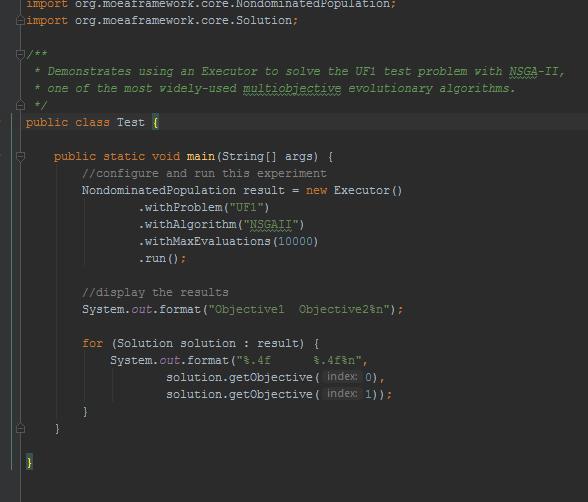 import org.moeaframework.core.NondominatedPopulation;
import org.moeaframework.core.Solution;
/**
 * Demonstrates using an Executor to solve the UF1 test problem with NSGA-II,
 * one of the most widely-used multiobjective evolutionary algorithms.
 */
public class Test {
    public static void main(String[] args) {
        //configure and run this experiment
        NondominatedPopulation result = new Executor()
                .withProblem("UF1")
                .withAlgorithm("NSGAII")
                .withMaxEvaluations(10000)
                .run();
        //display the results
        System.out.format("Objective1  Objective2%n");
        for (Solution solution : result) {
            System.out.format("%.4f      %.4f%n",
                    solution.getObjective( index: 0),
                    solution.getObjective( index: 1));
        }
    }
}